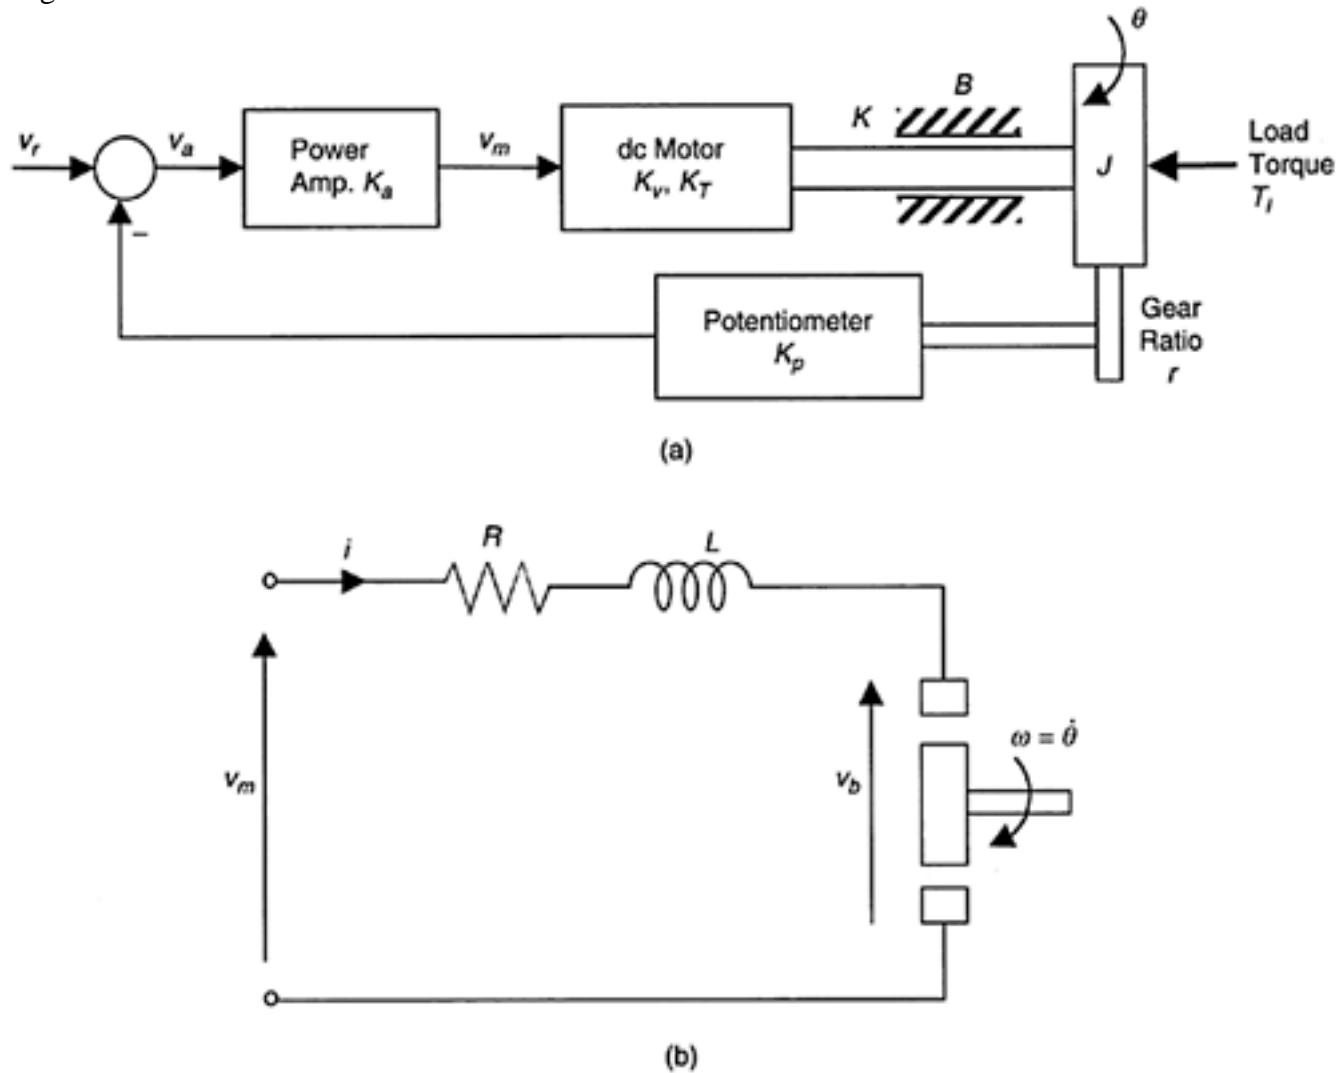 θ
B
K
v_r
v_a
Power
Amp. K_a
v_m
dc Motor
K_v, K_T
J
Load
Torque
T_l
–
Potentiometer
K_p
Gear
Ratio
r
(a)
i
R
L
v_m
v_b
ω = θ̇
(b)